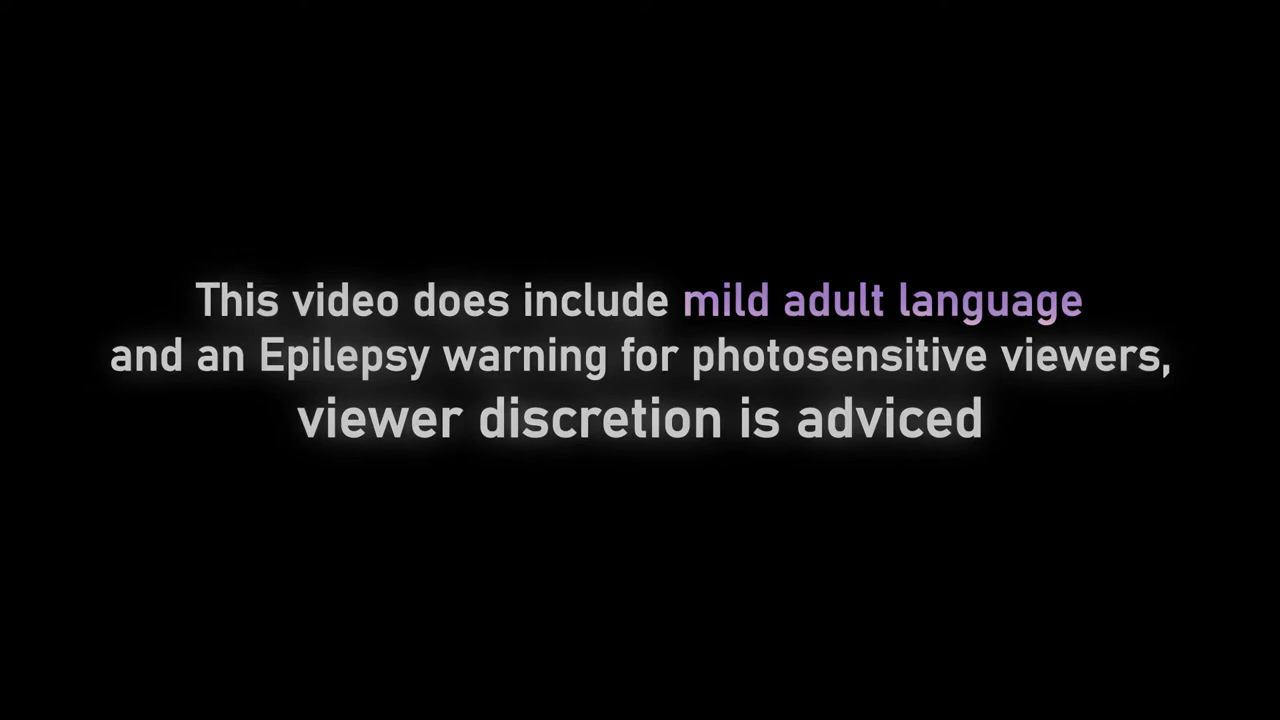 This video does include mild adult language
and an Epilepsy warning for photosensitive viewers,
viewer discretion is adviced